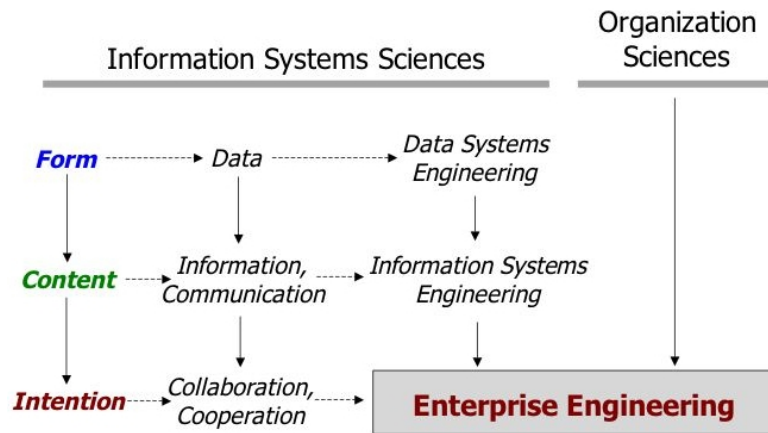 Information Systems Sciences
Organization
Sciences
Form
Data
Data Systems
Engineering
Content
Information,
Communication
Information Systems
Engineering
Intention
Collaboration,
Cooperation
Enterprise Engineering